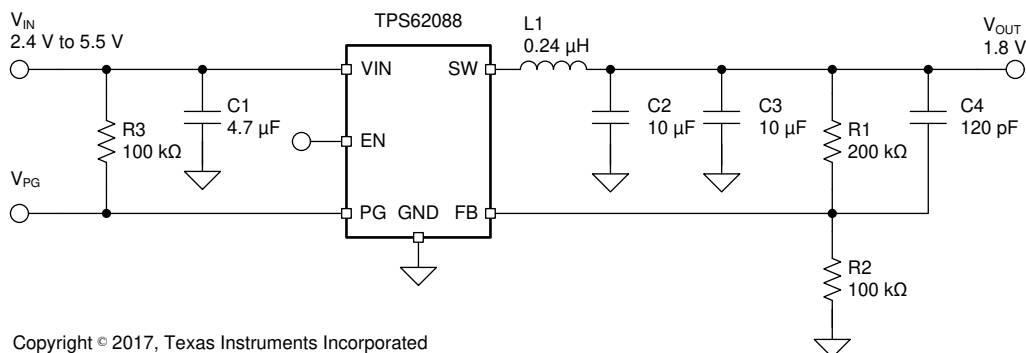 TPS62088
V_IN
2.4 V to 5.5 V
L1
0.24 µH
V_OUT
1.8 V
VIN
SW
C1
4.7 µF
R3
100 kΩ
EN
C2
10 µF
C3
10 µF
R1
200 kΩ
C4
120 pF
V_PG
PG
GND
FB
R2
100 kΩ
Copyright © 2017, Texas Instruments Incorporated